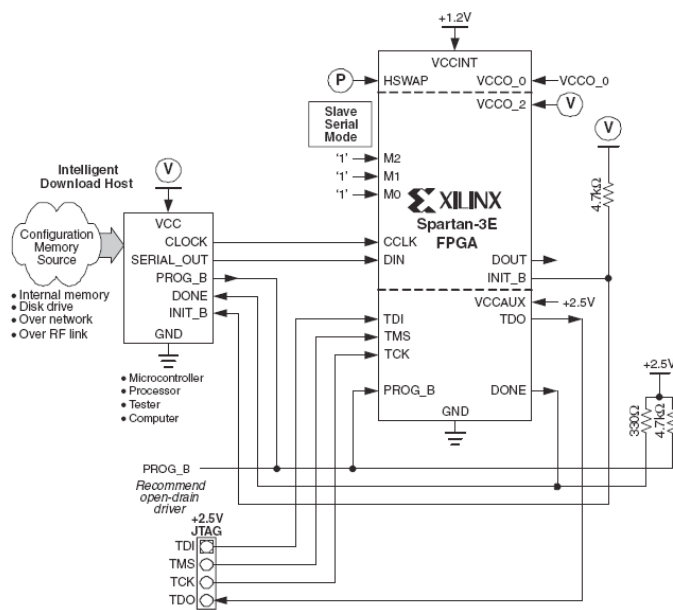 +1.2V
VCCINT
P
HSWAP
VCCO_0
VCCO_0
VCCO_2
V
Slave
Serial
Mode
V
'1'
M2
'1'
M1
'1'
M0
4.7kΩ
Intelligent
Download Host
V
XILINX
Spartan-3E
FPGA
Configuration
Memory
Source
VCC
CLOCK
SERIAL_OUT
PROG_B
DONE
INIT_B
GND
CCLK
DIN
DOUT
INIT_B
• Internal memory
• Disk drive
• Over network
• Over RF link
VCCAUX
+2.5V
TDI
TDO
TMS
TCK
• Microcontroller
• Processor
• Tester
• Computer
PROG_B
DONE
GND
+2.5V
330Ω
4.7kΩ
PROG_B
Recommend
open-drain
driver
+2.5V
JTAG
TDI
TMS
TCK
TDO